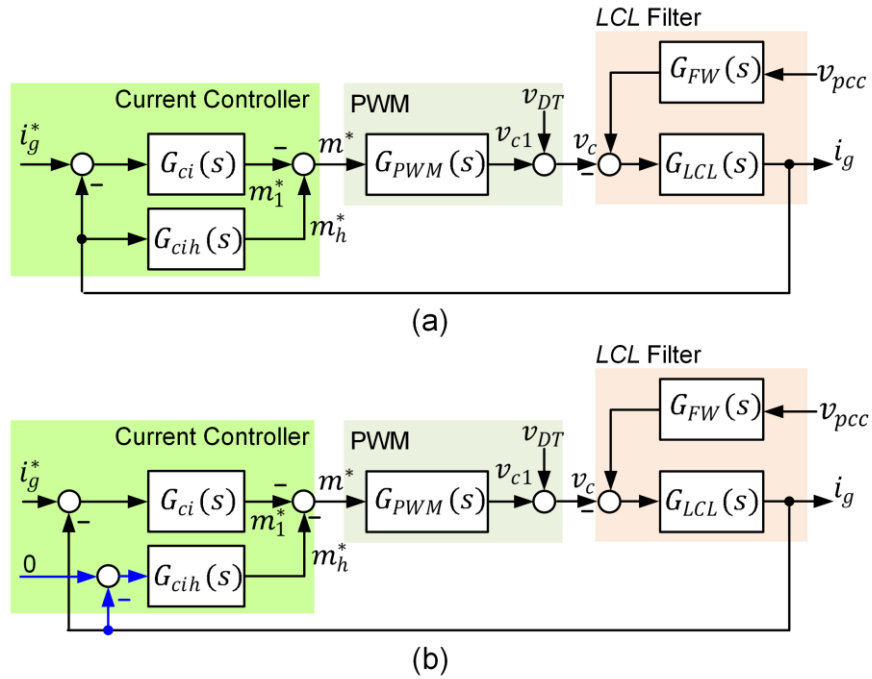 LCL Filter
G_FW(s)
v_pcc
Current Controller
PWM
v_DT
i_g^*
G_ci(s)
−
m^*
G_PWM(s)
v_c1
v_c
G_LCL(s)
i_g
−
m_1^*
−
G_cih(s)
m_h^*
(a)
LCL Filter
G_FW(s)
v_pcc
Current Controller
PWM
v_DT
i_g^*
G_ci(s)
−
m^*
G_PWM(s)
v_c1
v_c
G_LCL(s)
i_g
−
m_1^*
−
−
0
G_cih(s)
m_h^*
−
(b)